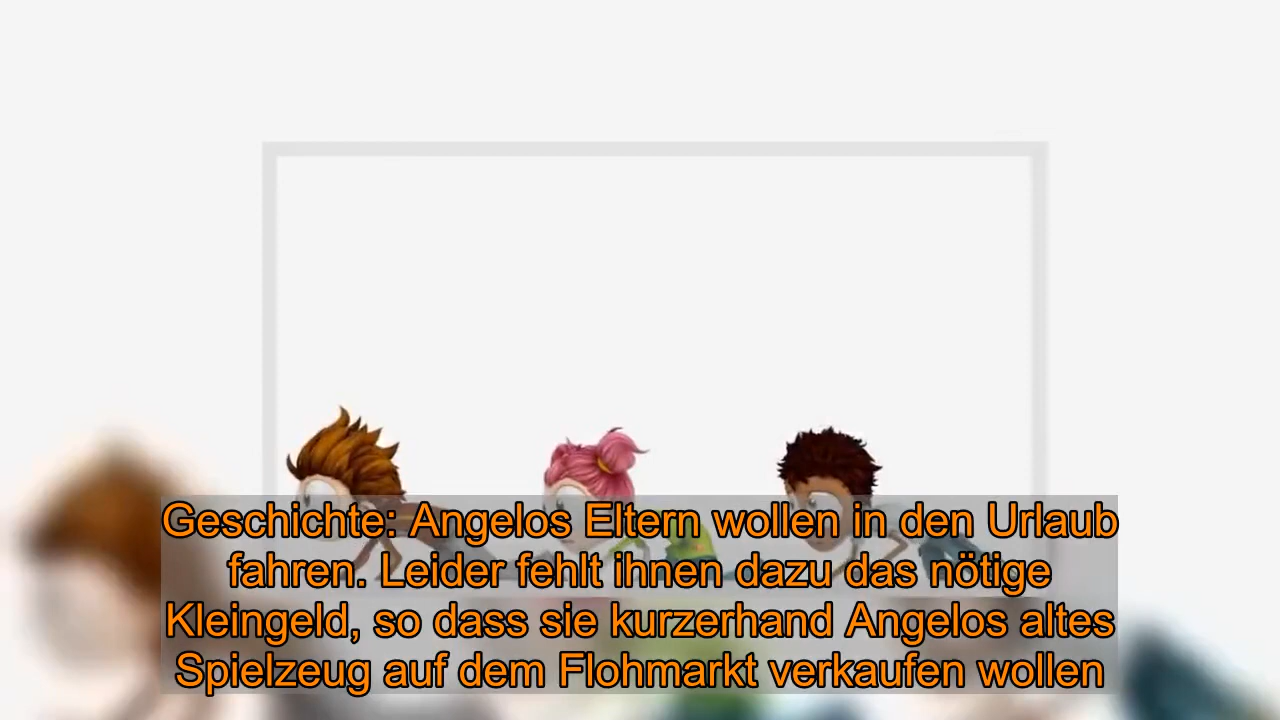 Geschichte: Angelos Eltern wollen in den Urlaub
fahren. Leider fehlt ihnen dazu das nötige
Kleingeld, so dass sie kurzerhand Angelos altes
Spielzeug auf dem Flohmarkt verkaufen wollen